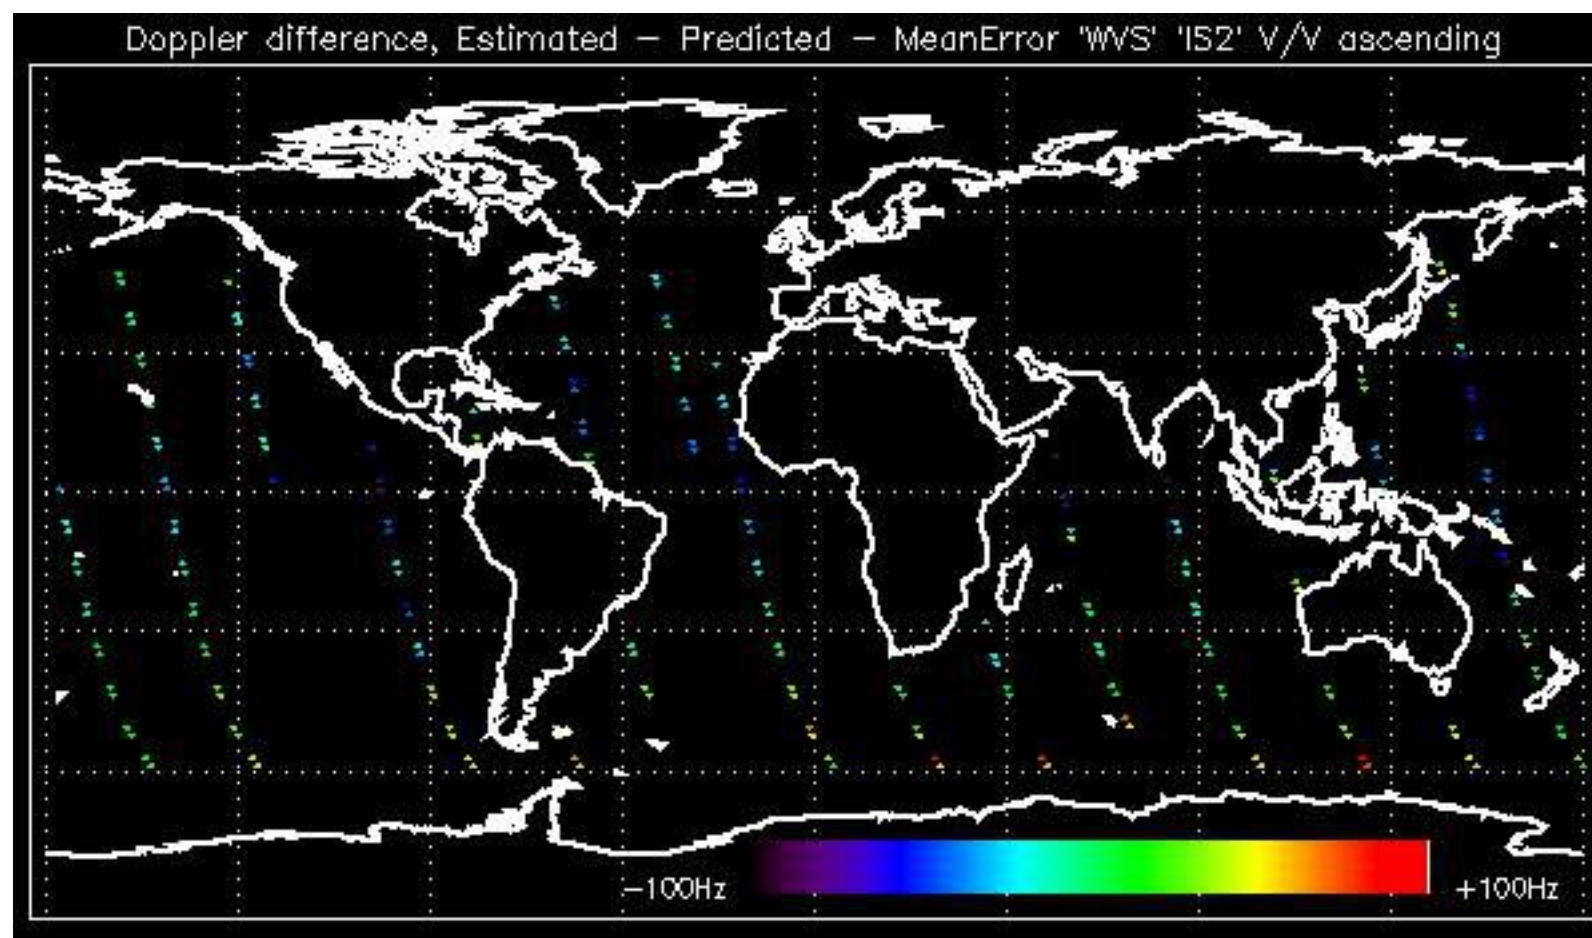 Doppler difference, Estimated – Predicted – MeanError 'WVS' 'IS2' V/V ascending
−100Hz +100Hz